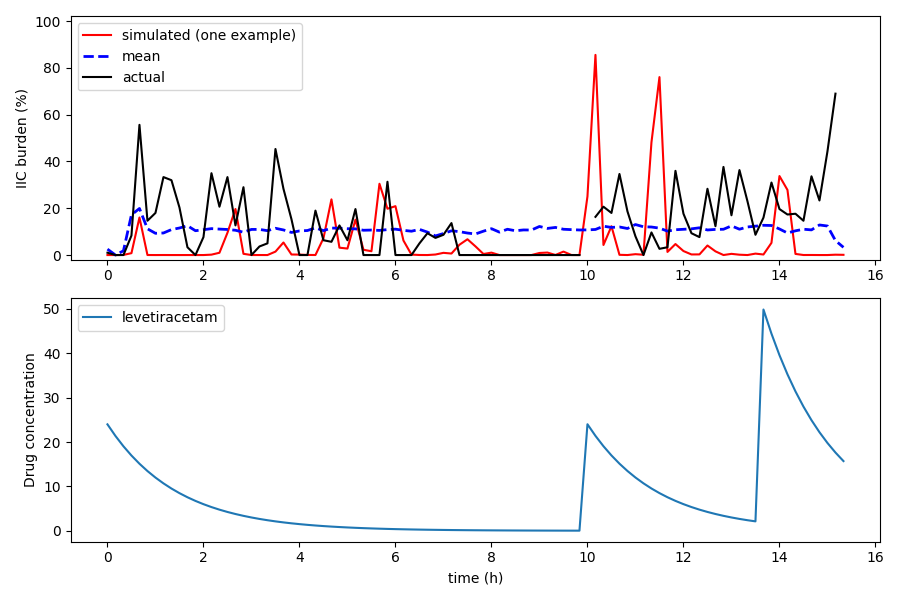 100
80
60
40
20
0
IIC burden (%)
simulated (one example)
mean
actual
0 2 4 6 8 10 12 14 16
50
40
30
20
10
0
Drug concentration
levetiracetam
0 2 4 6 8 10 12 14 16
time (h)